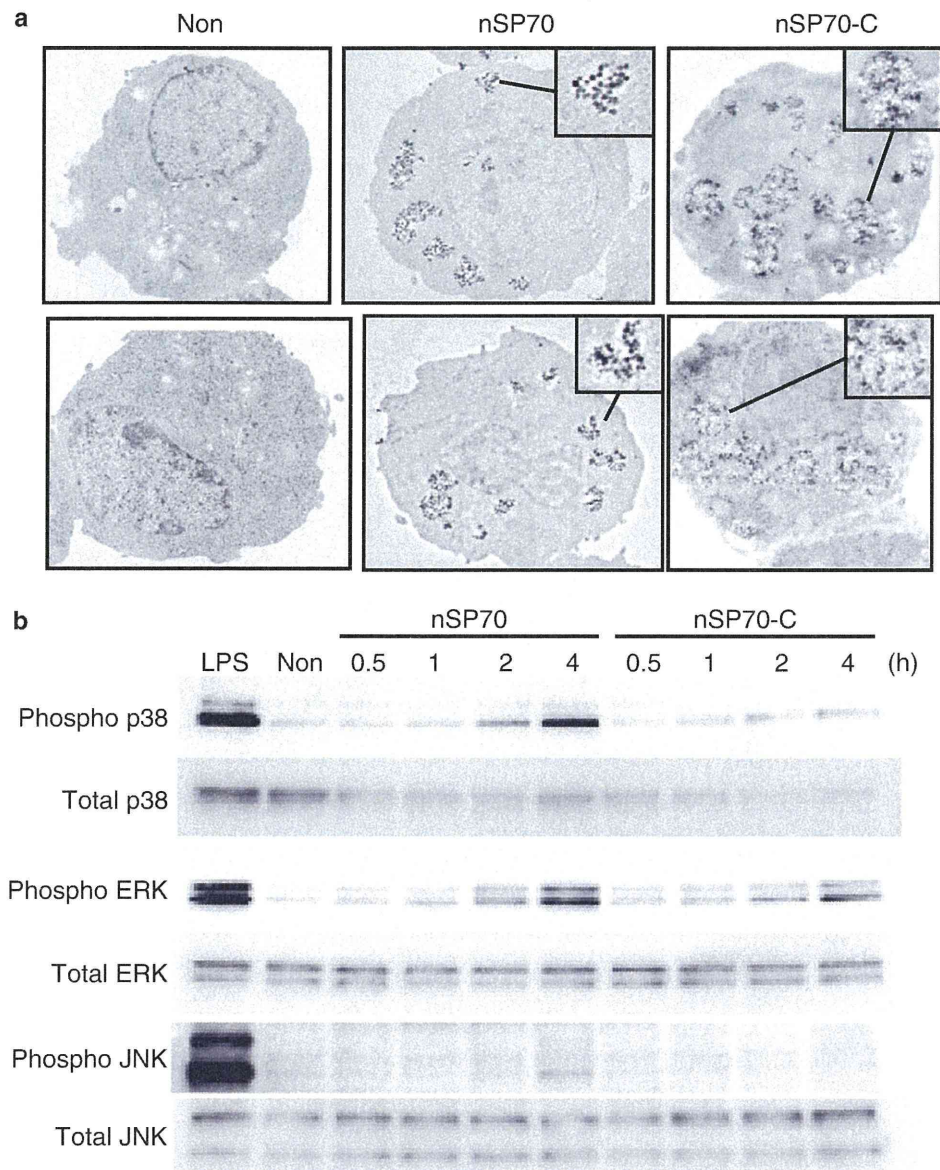 a
Non nSP70 nSP70-C
b
nSP70 nSP70-C
LPS Non 0.5 1 2 4 0.5 1 2 4 (h)
Phospho p38
Total p38
Phospho ERK
Total ERK
Phospho JNK
Total JNK